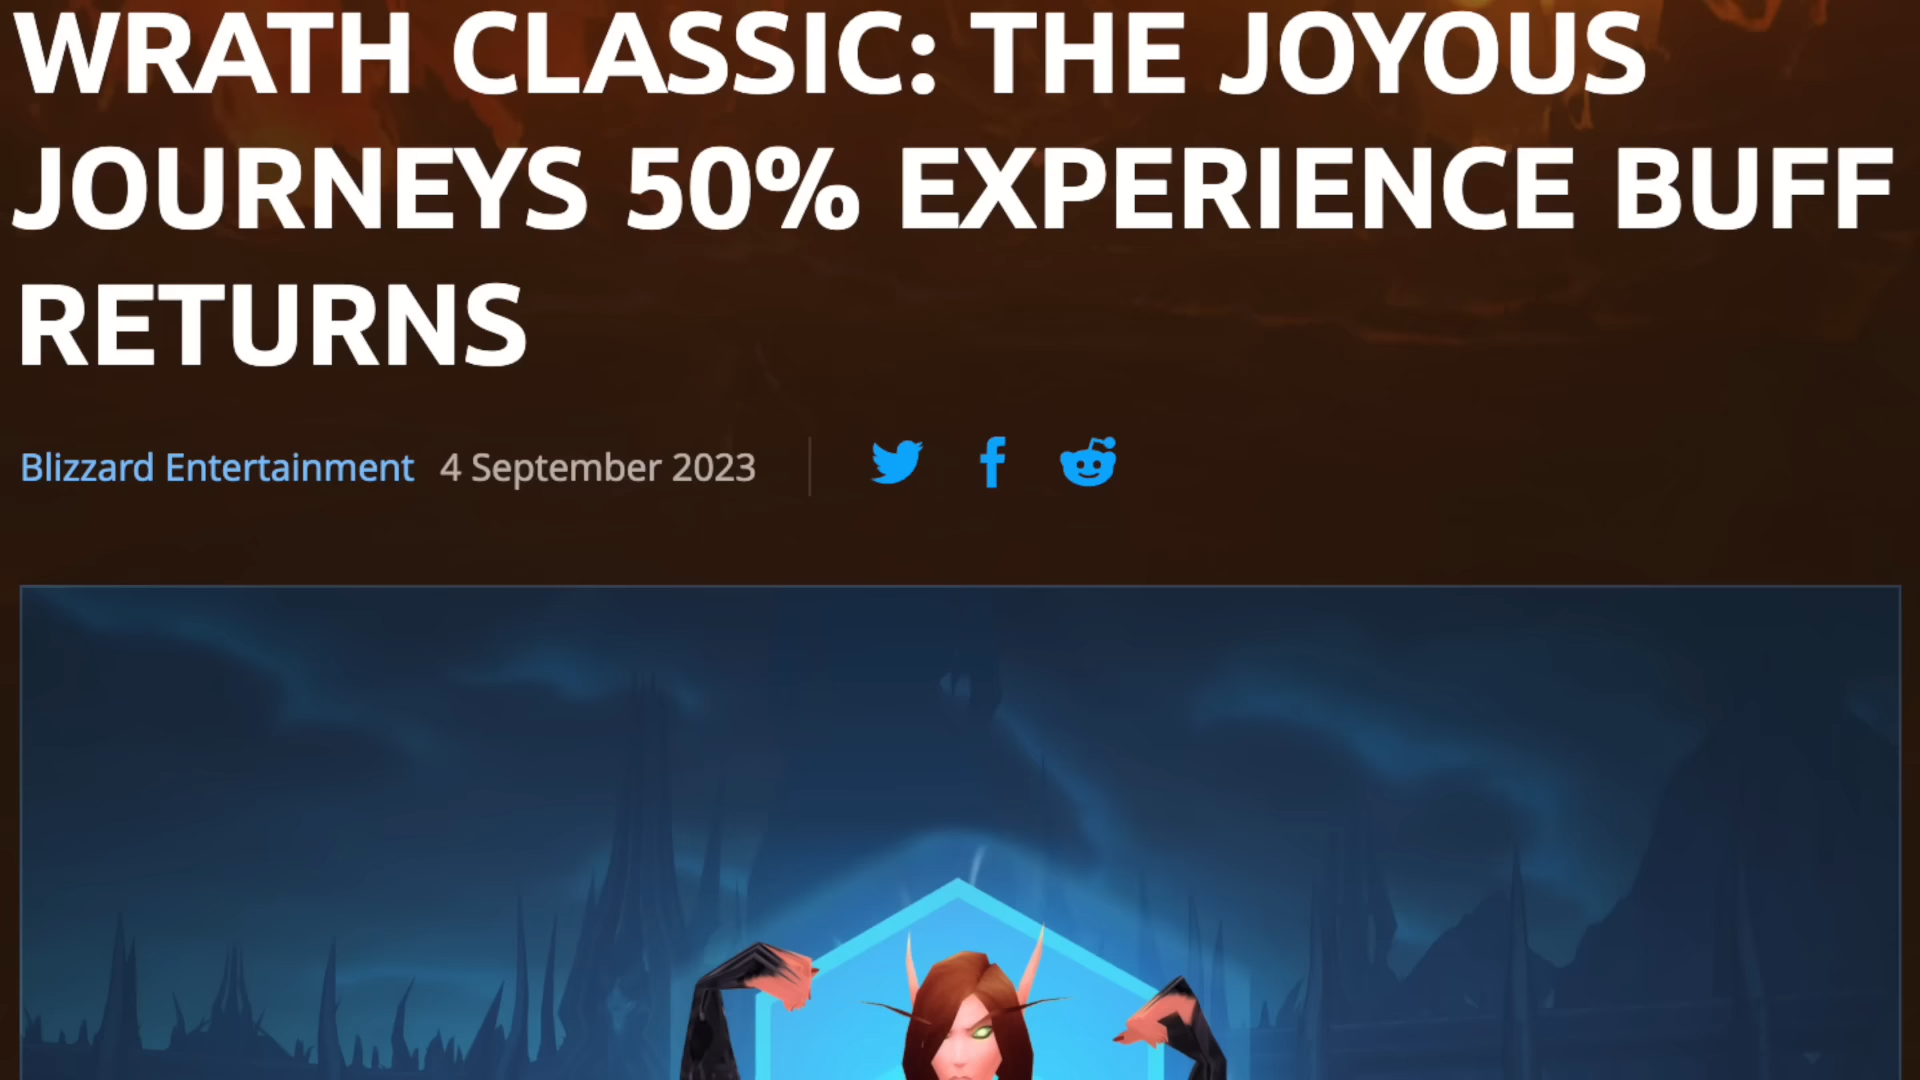 WRATH CLASSIC: THE JOYOUS
JOURNEYS 50% EXPERIENCE BUFF
RETURNS
Blizzard Entertainment 4 September 2023